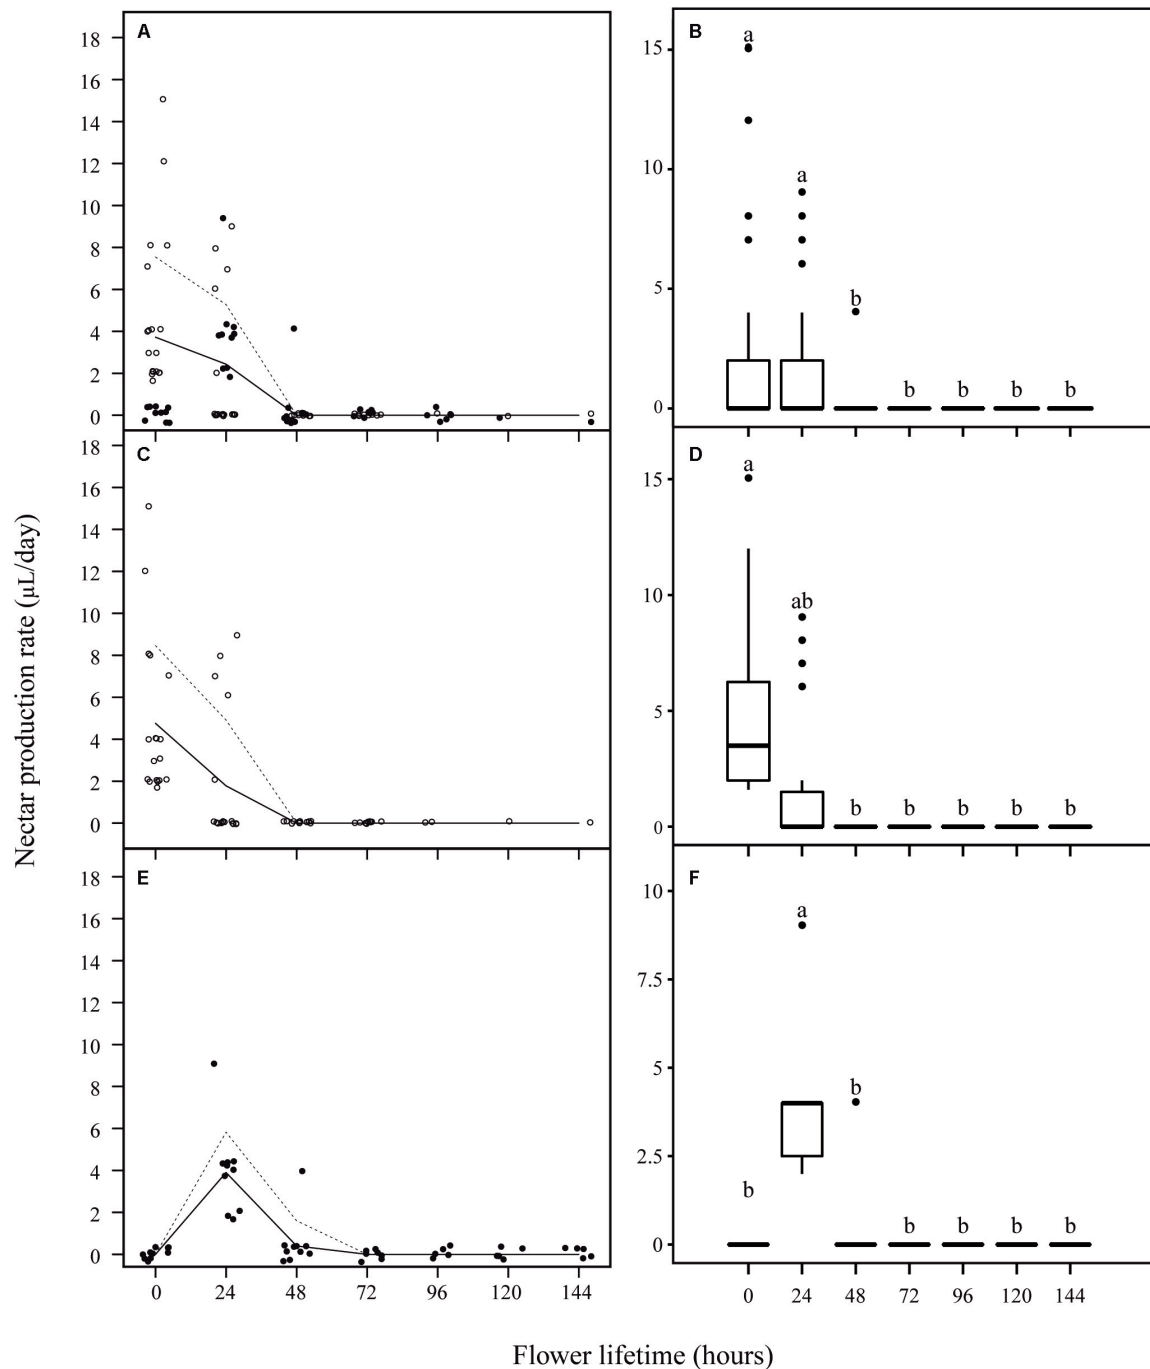 A
18
16
14
12
10
8
6
4
2
0
B
15
10
5
0
a
a
b
b b b b
C
18
16
14
12
10
8
6
4
2
0
D
15
10
5
0
a
ab
b b b b b
E
18
16
14
12
10
8
6
4
2
0
0 24 48 72 96 120 144
F
10
7.5
5
2.5
0
a
b
b
b b b b
0 24 48 72 96 120 144
Nectar production rate (μL/day)
Flower lifetime (hours)